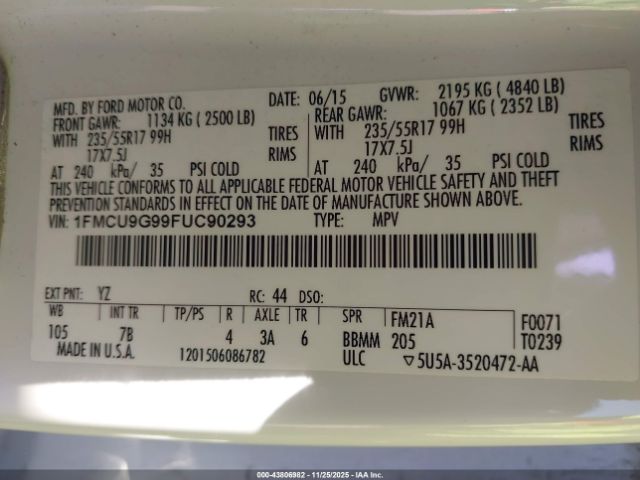 MFD. BY FORD MOTOR CO.
DATE: 06/15 GVWR: 2195 KG ( 4840 LB)
FRONT GAWR: 1134 KG ( 2500 LB)
REAR GAWR: 1067 KG ( 2352 LB)
WITH 235/55R17 99H TIRES
17X7.5J RIMS
AT 240 kPa/ 35 PSI COLD
WITH 235/55R17 99H TIRES
17X7.5J RIMS
AT 240 kPa/ 35 PSI COLD
THIS VEHICLE CONFORMS TO ALL APPLICABLE FEDERAL MOTOR VEHICLE SAFETY AND THEFT
PREVENTION STANDARDS IN EFFECT ON THE DATE OF MANUFACTURE SHOWN ABOVE.
VIN: 1FMCU9G99FUC90293 TYPE: MPV
EXT PNT: YZ RC: 44 DSO:
WB INT TR TP/PS R AXLE TR SPR FM21A F0071
105 7B 4 3A 6 BBMM 205 T0239
MADE IN U.S.A. 1201506086782 ULC ▽5U5A-3520472-AA
000-43806982 - 11/25/2025 - IAA Inc.